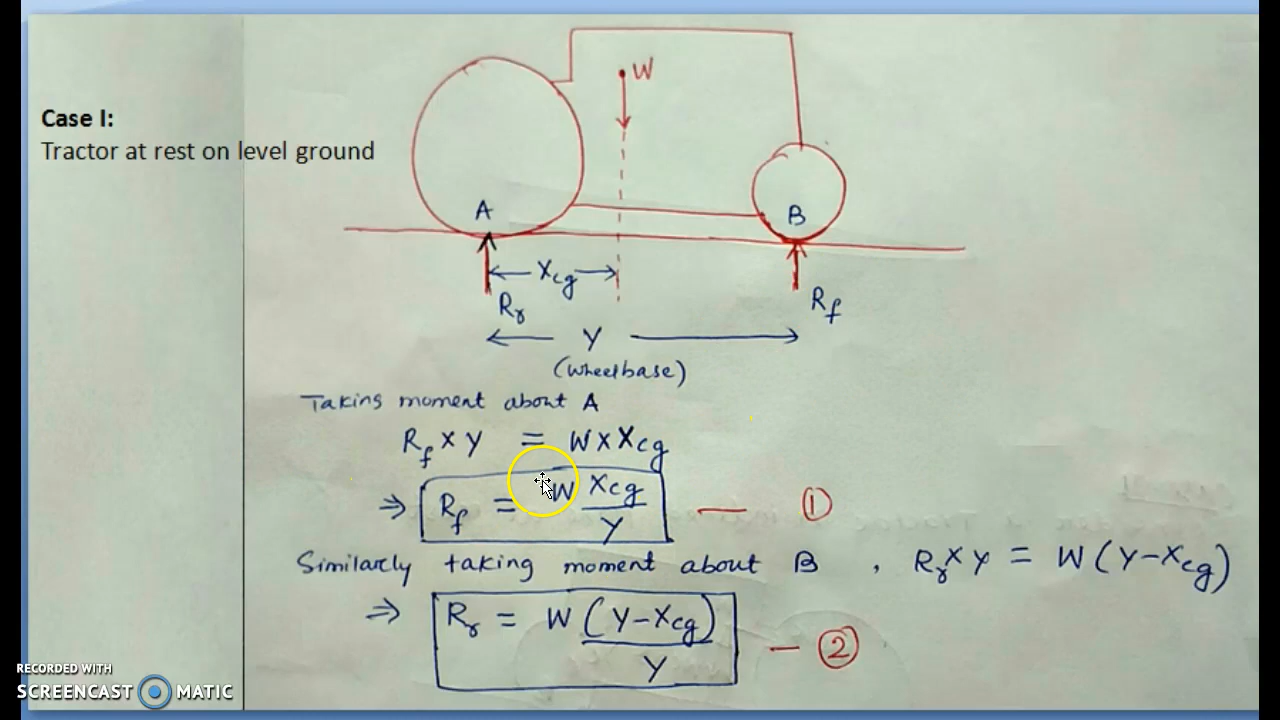 Case I:
Tractor at rest on level ground
W
A
B
Xcg
Rr
Rf
Y
(wheelbase)
Taking moment about A
Rf × Y = W × Xcg
⇒ Rf = W Xcg / Y — ①
Similarly taking moment about B , Rr × Y = W (Y - Xcg)
⇒ Rr = W (Y - Xcg) / Y — ②
RECORDED WITH
SCREENCAST MATIC